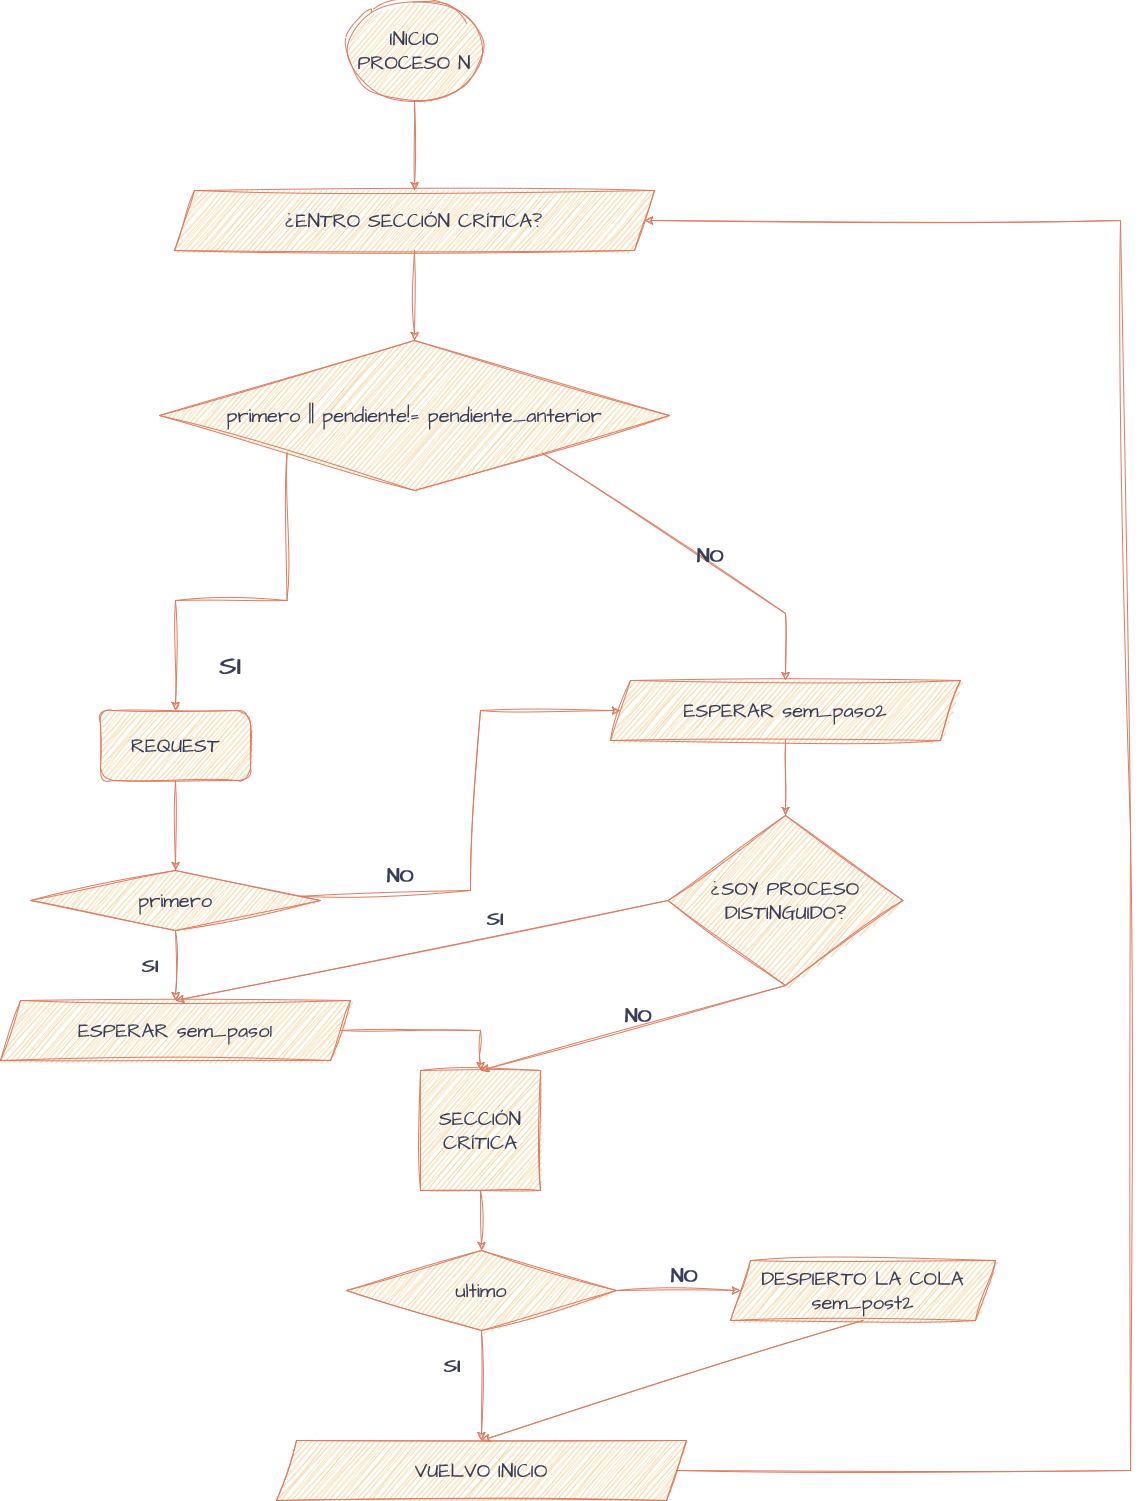 INICIO
PROCESO N
¿ENTRO SECCIÓN CRÍTICA?
primero || pendiente!= pendiente_anterior
NO
SI
ESPERAR sem_paso2
REQUEST
NO
¿SOY PROCESO
DISTINGUIDO?
primero
SI
SI
NO
ESPERAR sem_paso1
SECCIÓN
CRÍTICA
NO
DESPIERTO LA COLA
sem_post2
ultimo
SI
VUELVO INICIO